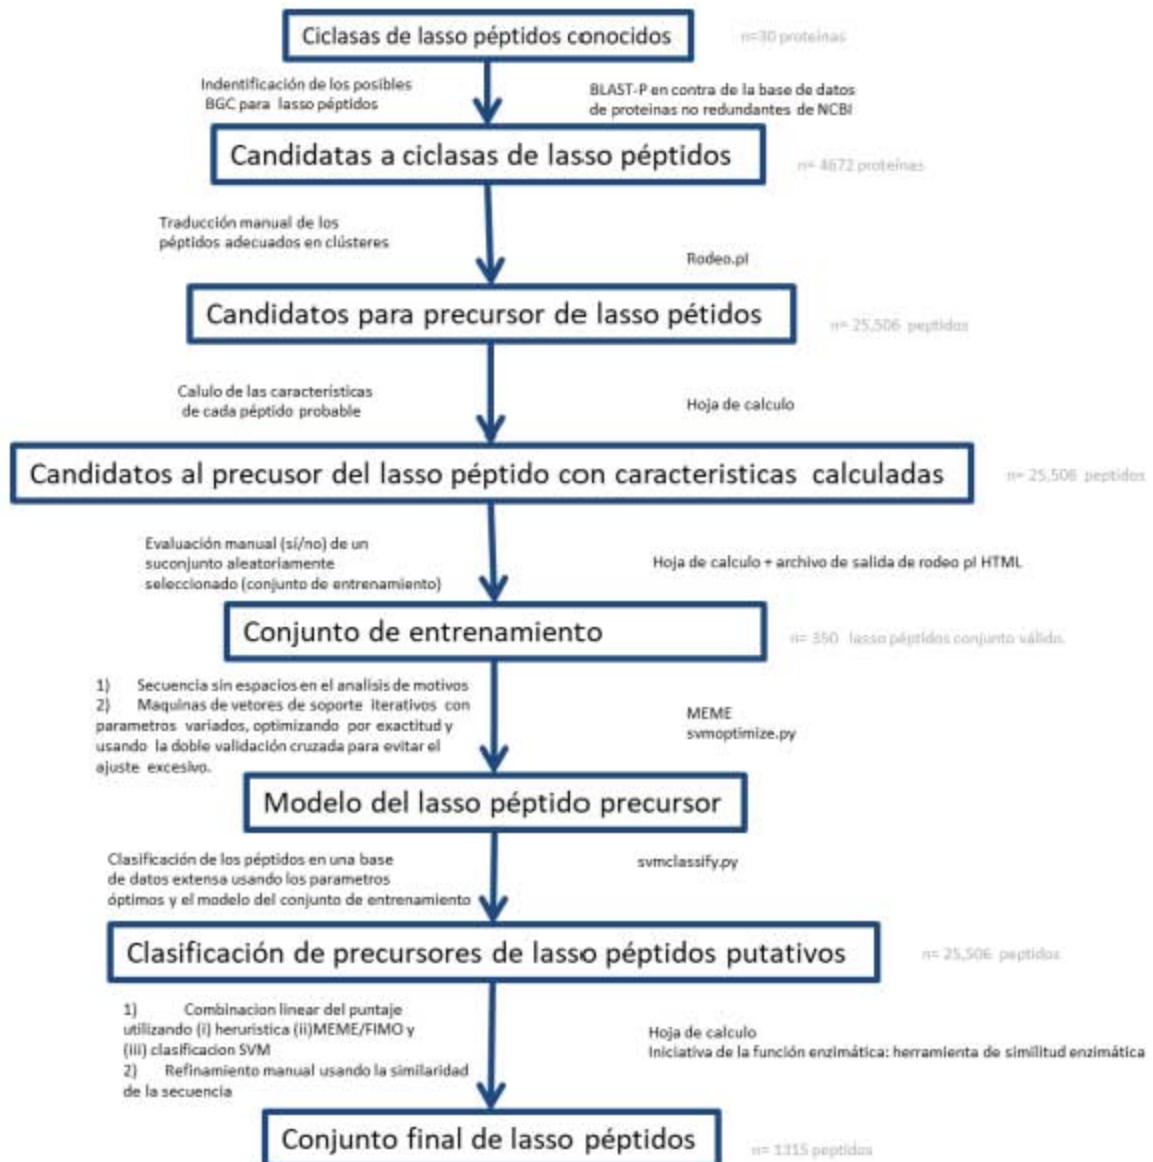 Ciclasas de lasso péptidos conocidos
n=30 proteinas
Indentificación de los posibles
BGC para lasso péptidos
BLAST-P en contra de la base de datos
de proteinas no redundantes de NCBI
Candidatas a ciclasas de lasso péptidos
n= 4672 proteínas
Traducción manual de los
péptidos adecuados en clústeres
Rodeo.pl
Candidatos para precursor de lasso pétidos
n= 25,506 peptidos
Calulo de las características
de cada péptido probable
Hoja de calculo
Candidatos al precusor del lasso péptido con caracteristicas calculadas
n= 25,506 peptidos
Evaluación manual (sí/no) de un
suconjunto aleatoriamente
seleccionado (conjunto de entrenamiento)
Hoja de calculo + archivo de salida de rodeo pl HTML
Conjunto de entrenamiento
n= 350 lasso péptidos conjunto válido.
1) Secuencia sin espacios en el analisis de motivos
2) Maquinas de vetores de soporte iterativos con
parametros variados, optimizando por exactitud y
usando la doble validación cruzada para evitar el
ajuste excesivo.
MEME
svmoptimize.py
Modelo del lasso péptido precursor
Clasificación de los péptidos en una base
de datos extensa usando los parametros
óptimos y el modelo del conjunto de entrenamiento
svmclassify.py
Clasificación de precursores de lasso péptidos putativos
n= 25,506 peptidos
1) Combinacion linear del puntaje
utilizando (i) heruristica (ii)MEME/FIMO y
(iii) clasificacion SVM
2) Refinamiento manual usando la similaridad
de la secuencia
Hoja de calculo
Iniciativa de la función enzimática: herramienta de similitud enzimática
Conjunto final de lasso péptidos
n= 1315 peptidos